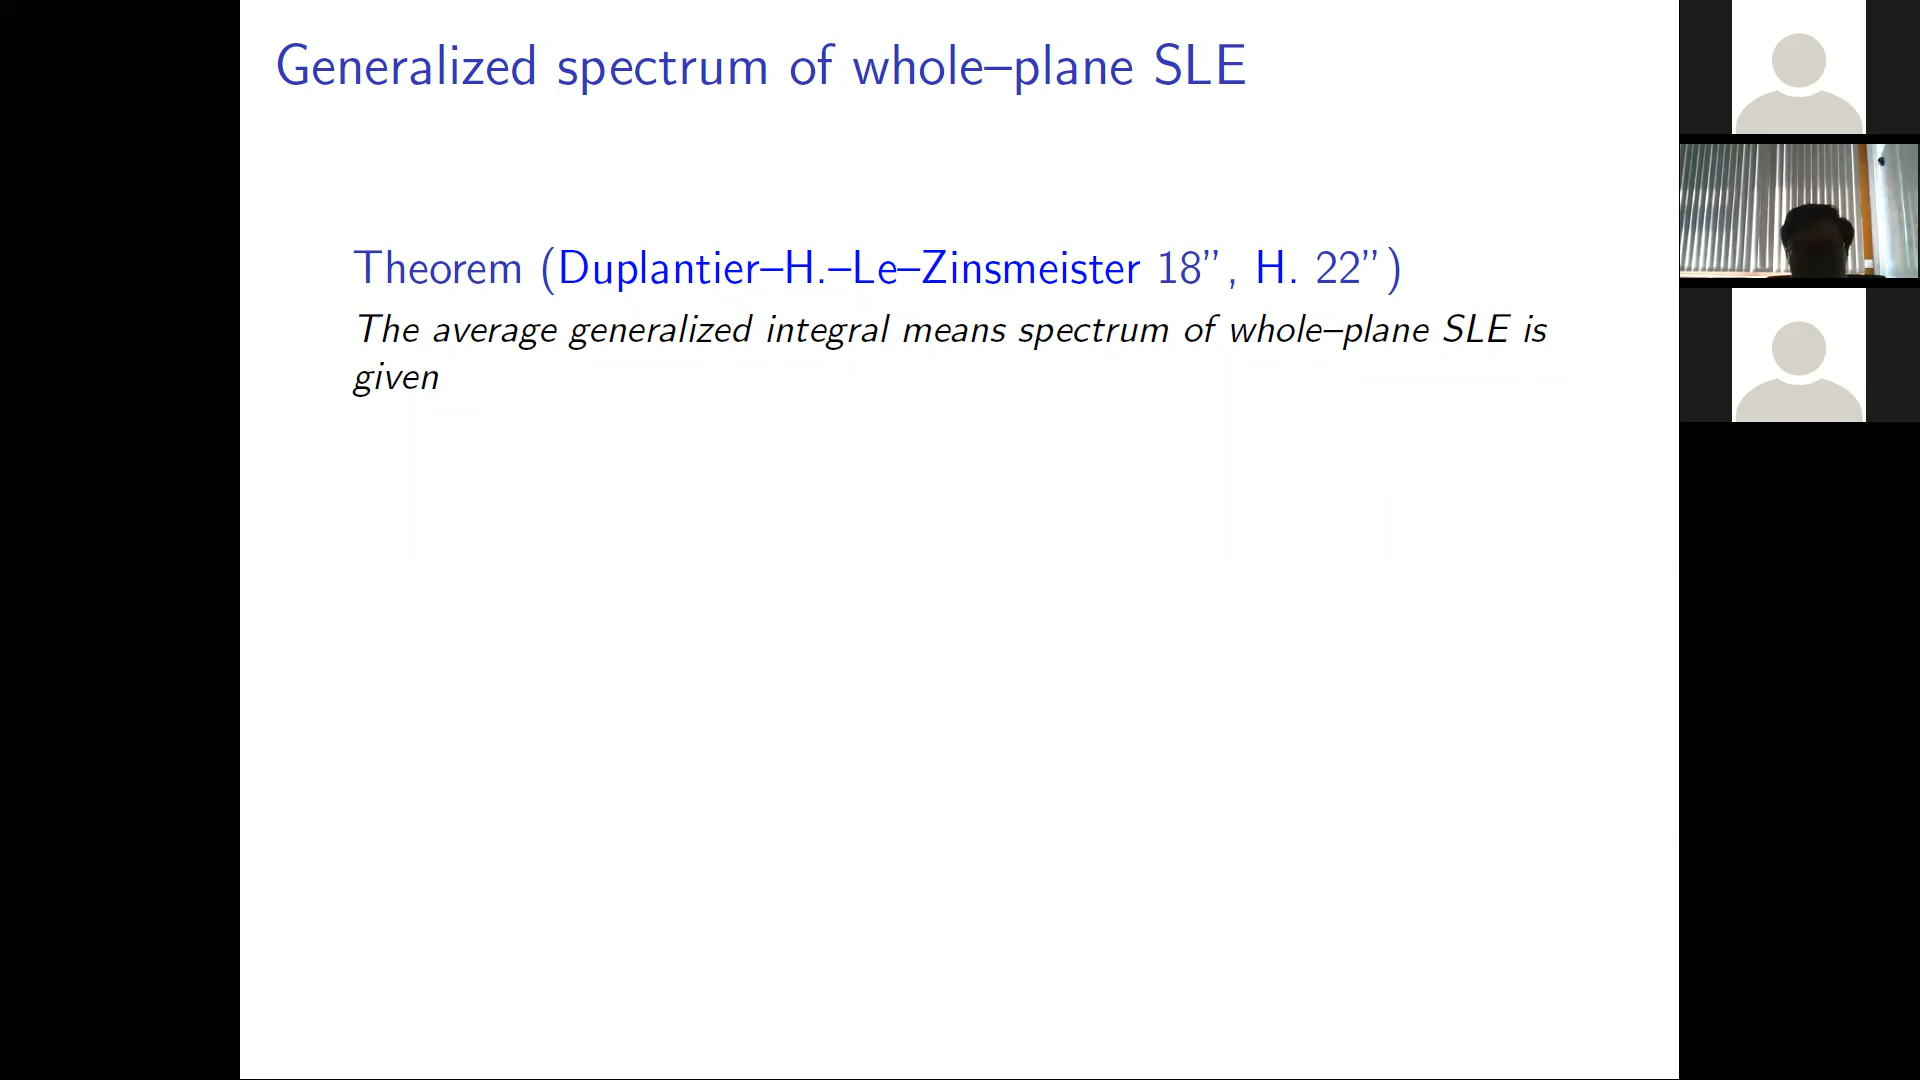 Generalized spectrum of whole–plane SLE
Theorem (Duplantier–H.–Le–Zinsmeister 18”, H. 22”)
The average generalized integral means spectrum of whole–plane SLE is
given